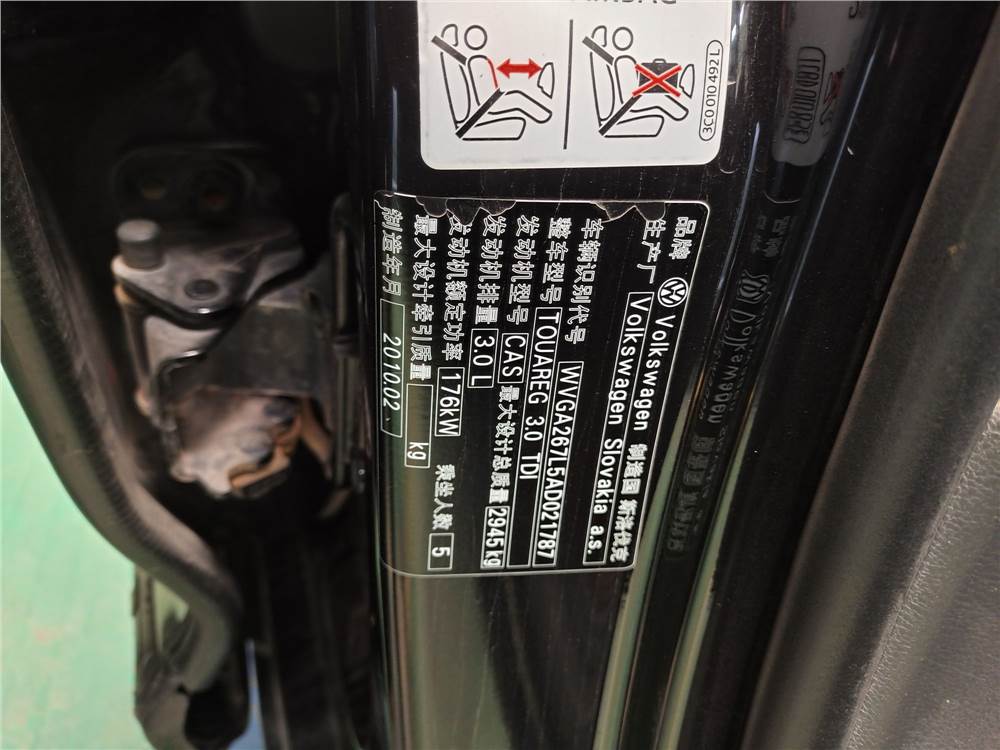 3C0 010 492 L
品牌 Volkswagen 制造国 斯洛伐克
生产厂 Volkswagen Slovakia a.s.
车辆识别代号 WVGA267L5AD021787
整车型号 TOUAREG 3.0 TDI
发动机型号 CAS 最大设计总质量 2945kg
发动机排量 3.0 L
发动机额定功率 176kW 乘坐人数 5
最大设计牵引质量 kg
制造年月 2010.02